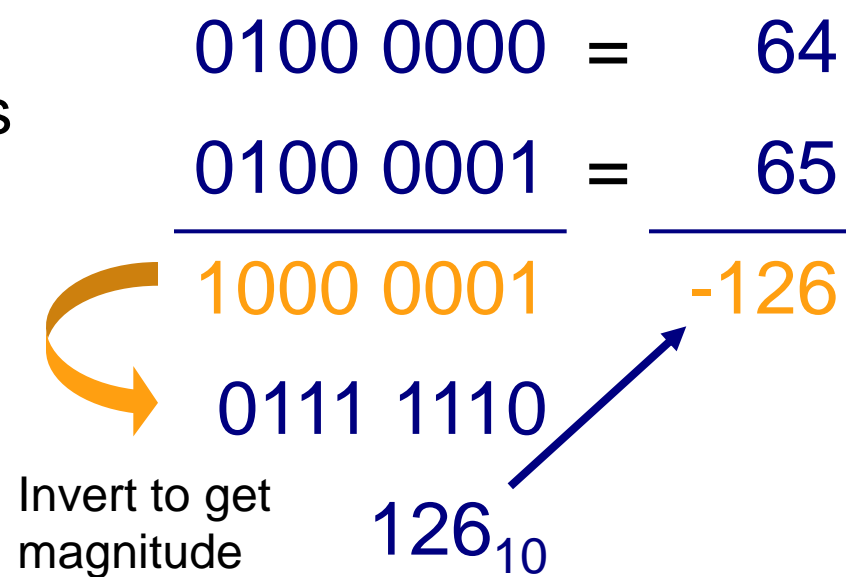 0100 0000 = 64
s
0100 0001 = 65
1000 0001 -126
0111 1110
Invert to get
magnitude
126₁₀